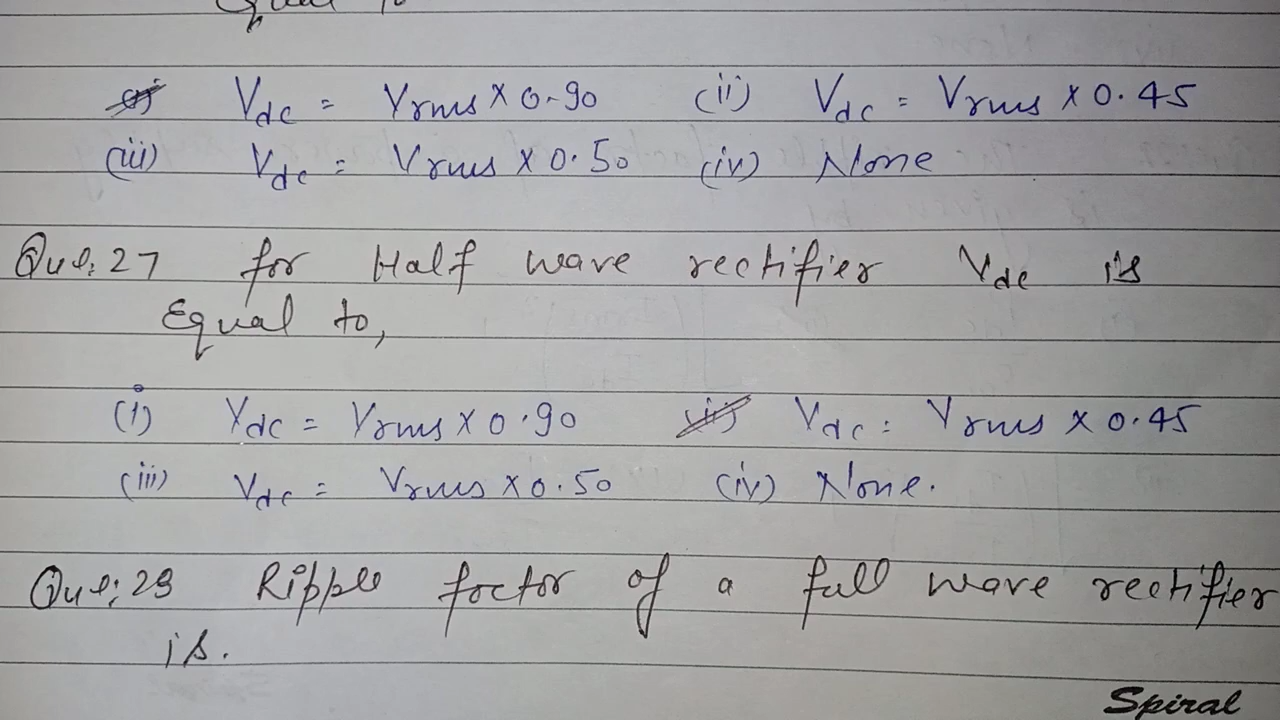 Equal to
(i) Vdc = Vrms × 0.90 (ii) Vdc = Vrms × 0.45
(iii) Vdc = Vrms × 0.50 (iv) None
Que:27 for Half wave rectifier Vdc is
Equal to,
(i) Vdc = Vrms × 0.90 (ii) Vdc = Vrms × 0.45
(iii) Vdc = Vrms × 0.50 (iv) None.
Que:28 Ripple factor of a full wave rectifier
is.
Spiral